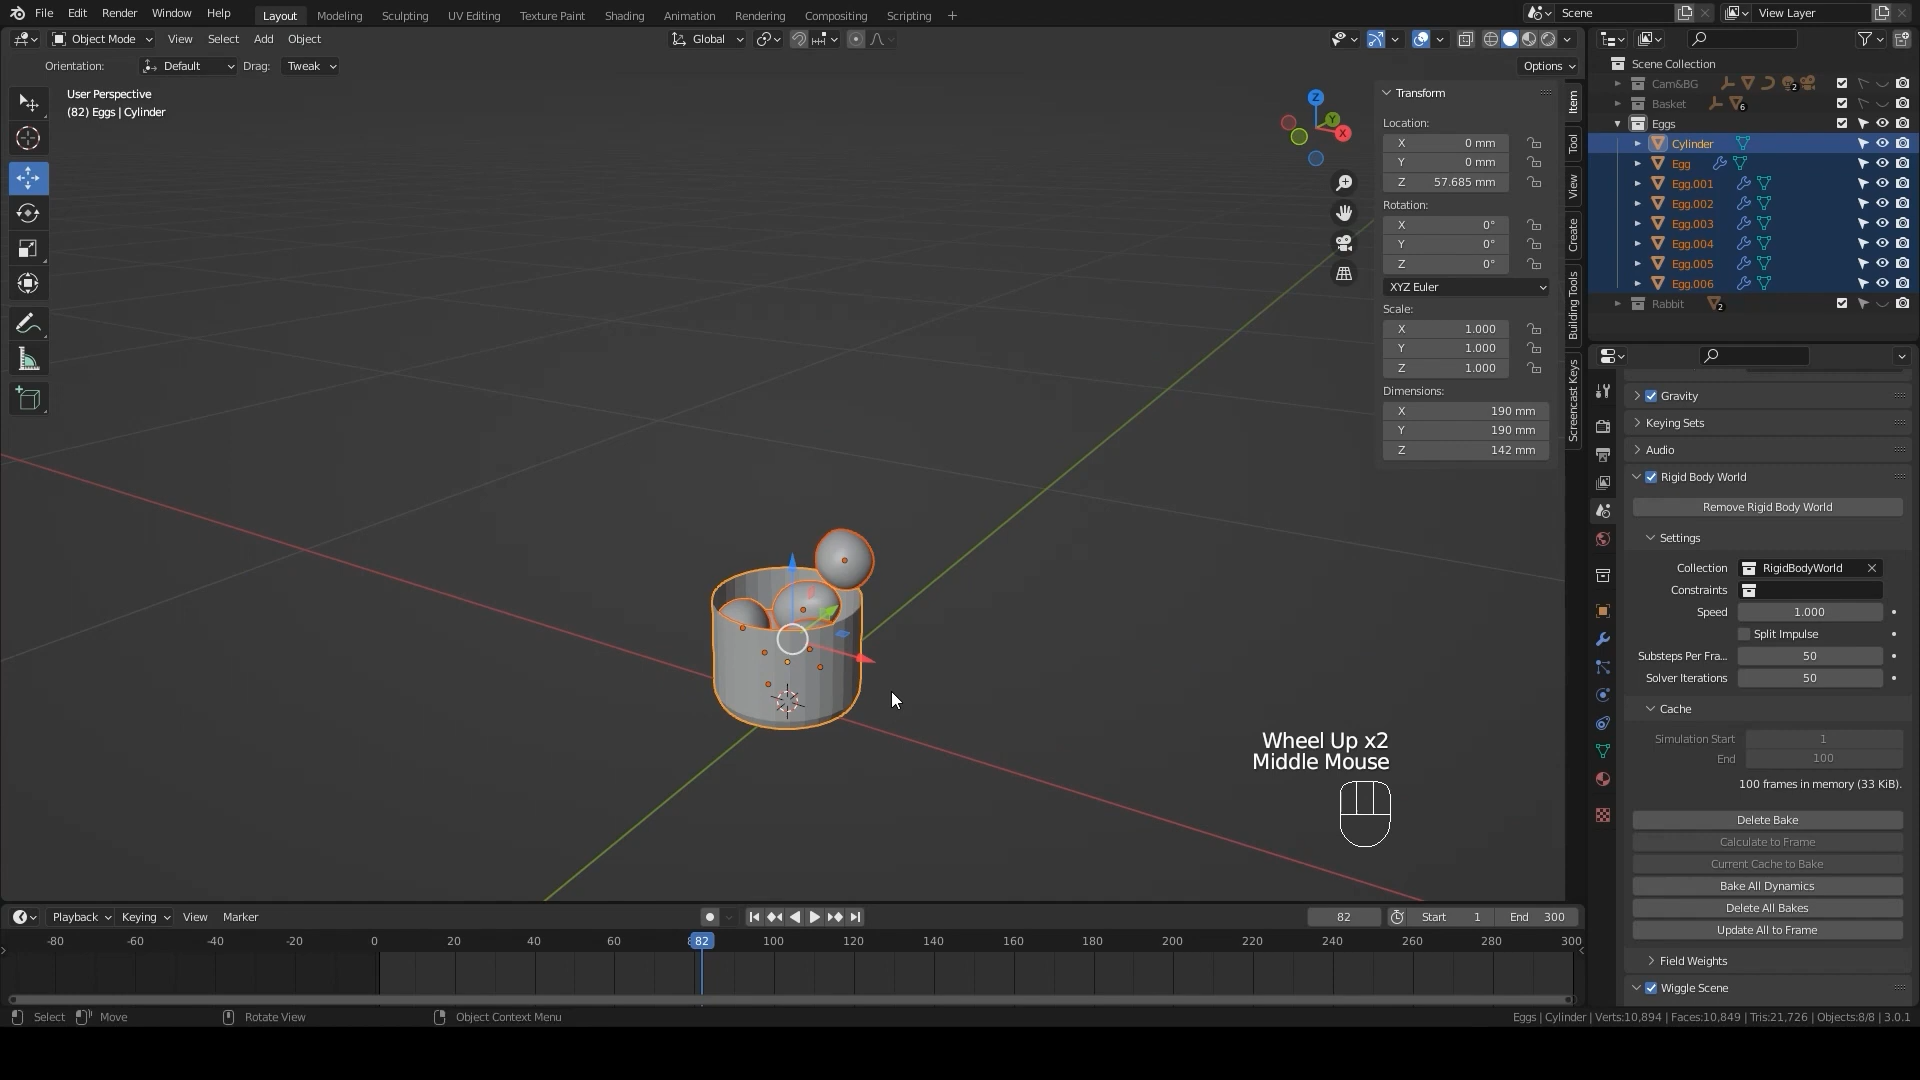 File Edit Render Window Help Layout Modeling Sculpting UV Editing Texture Paint Shading Animation Rendering Compositing Scripting + Scene View Layer
Object Mode View Select Add Object Global
Orientation: Default Drag: Tweak Options
User Perspective
(82) Eggs | Cylinder
Z
Y
X
Transform
Location:
X 0 mm
Y 0 mm
Z 57.685 mm
Rotation:
X 0°
Y 0°
Z 0°
XYZ Euler
Scale:
X 1.000
Y 1.000
Z 1.000
Dimensions:
X 190 mm
Y 190 mm
Z 142 mm
Item
Tool
View
Create
Building Tools
Screencast Keys
Scene Collection
Cam&BG 2
Basket 6
Eggs
Cylinder
Egg
Egg.001
Egg.002
Egg.003
Egg.004
Egg.005
Egg.006
Rabbit 2
Gravity
Keying Sets
Audio
Rigid Body World
Remove Rigid Body World
Settings
Collection RigidBodyWorld
Constraints
Speed 1.000
Split Impulse
Substeps Per Fra... 50
Solver Iterations 50
Cache
Simulation Start 1
End 100
100 frames in memory (33 KiB).
Delete Bake
Calculate to Frame
Current Cache to Bake
Bake All Dynamics
Delete All Bakes
Update All to Frame
Field Weights
Wiggle Scene
Wheel Up x2
Middle Mouse
Playback Keying View Marker 82 Start 1 End 300
-80 -60 -40 -20 0 20 40 60 82 100 120 140 160 180 200 220 240 260 280 300
Select Move Rotate View Object Context Menu Eggs | Cylinder | Verts:10,894 | Faces:10,849 | Tris:21,726 | Objects:8/8 | 3.0.1